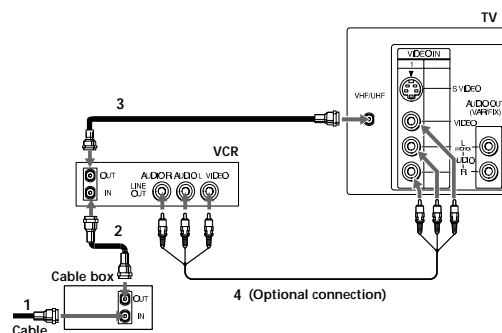 TV
VIDEO IN
1
S VIDEO
VHF/UHF
AUDIO OUT
(VAR/FIX)
VIDEO
L
(MONO)
AUDIO
R
3
VCR
OUT
IN
AUDIO R AUDIO L VIDEO
LINE
OUT
2
Cable box
OUT
IN
1
Cable
4 (Optional connection)